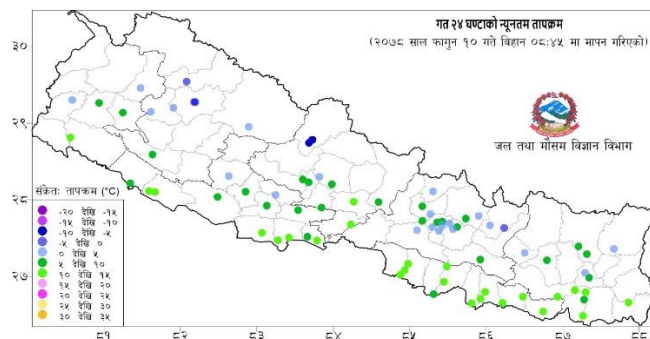 गत २४ घण्टाको न्यूनतम तापक्रम
(२०७८ साल फागुन १० गते बिहान ०८:४५ मा मापन गरिएको)
जल तथा मौसम विज्ञान विभाग
संकेत: तापक्रम (°C)
-२० देखि -१५
-१५ देखि -१०
-१० देखि -५
-५ देखि ०
० देखि ५
५ देखि १०
१० देखि १५
१५ देखि २०
२० देखि २५
२५ देखि ३०
३० देखि ३५
३०
२९
२८
२७
८१
८२
८३
८४
८५
८६
८७
८८